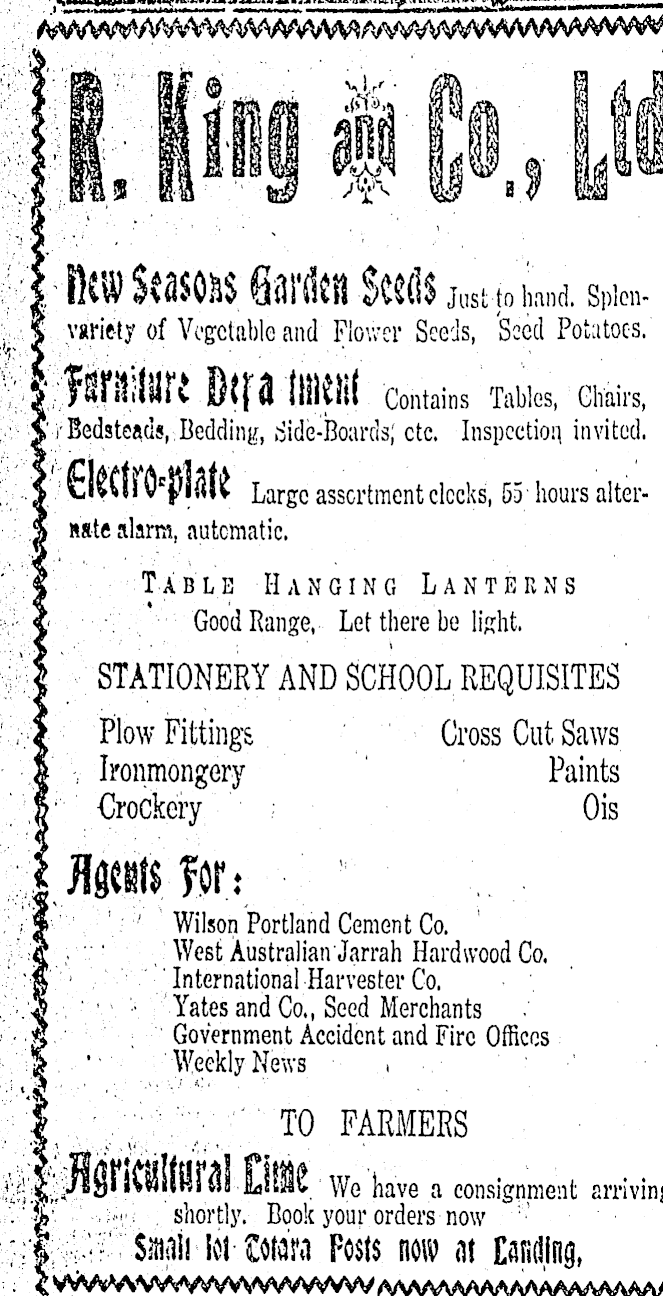 R. King and Co., Ltd
New Seasons Garden Seeds Just to hand. Splen-
variety of Vegetable and Flower Seeds, Seed Potatoes.
Furniture Depa tment Contains Tables, Chairs,
Bedsteads, Bedding, Side-Boards, etc. Inspection invited.
Electro-plate Large assortment clocks, 55 hours alter-
nate alarm, automatic.
TABLE HANGING LANTERNS
Good Range, Let there be light.
STATIONERY AND SCHOOL REQUISITES
Plow Fittings Cross Cut Saws
Ironmongery Paints
Crockery Ois
Agents For:
Wilson Portland Cement Co.
West Australian Jarrah Hardwood Co.
International Harvester Co.
Yates and Co., Seed Merchants
Government Accident and Fire Offices
Weekly News
TO FARMERS
Agricultural Lime We have a consignment arriving
shortly. Book your orders now
Small lot Totara Posts now at Landing,